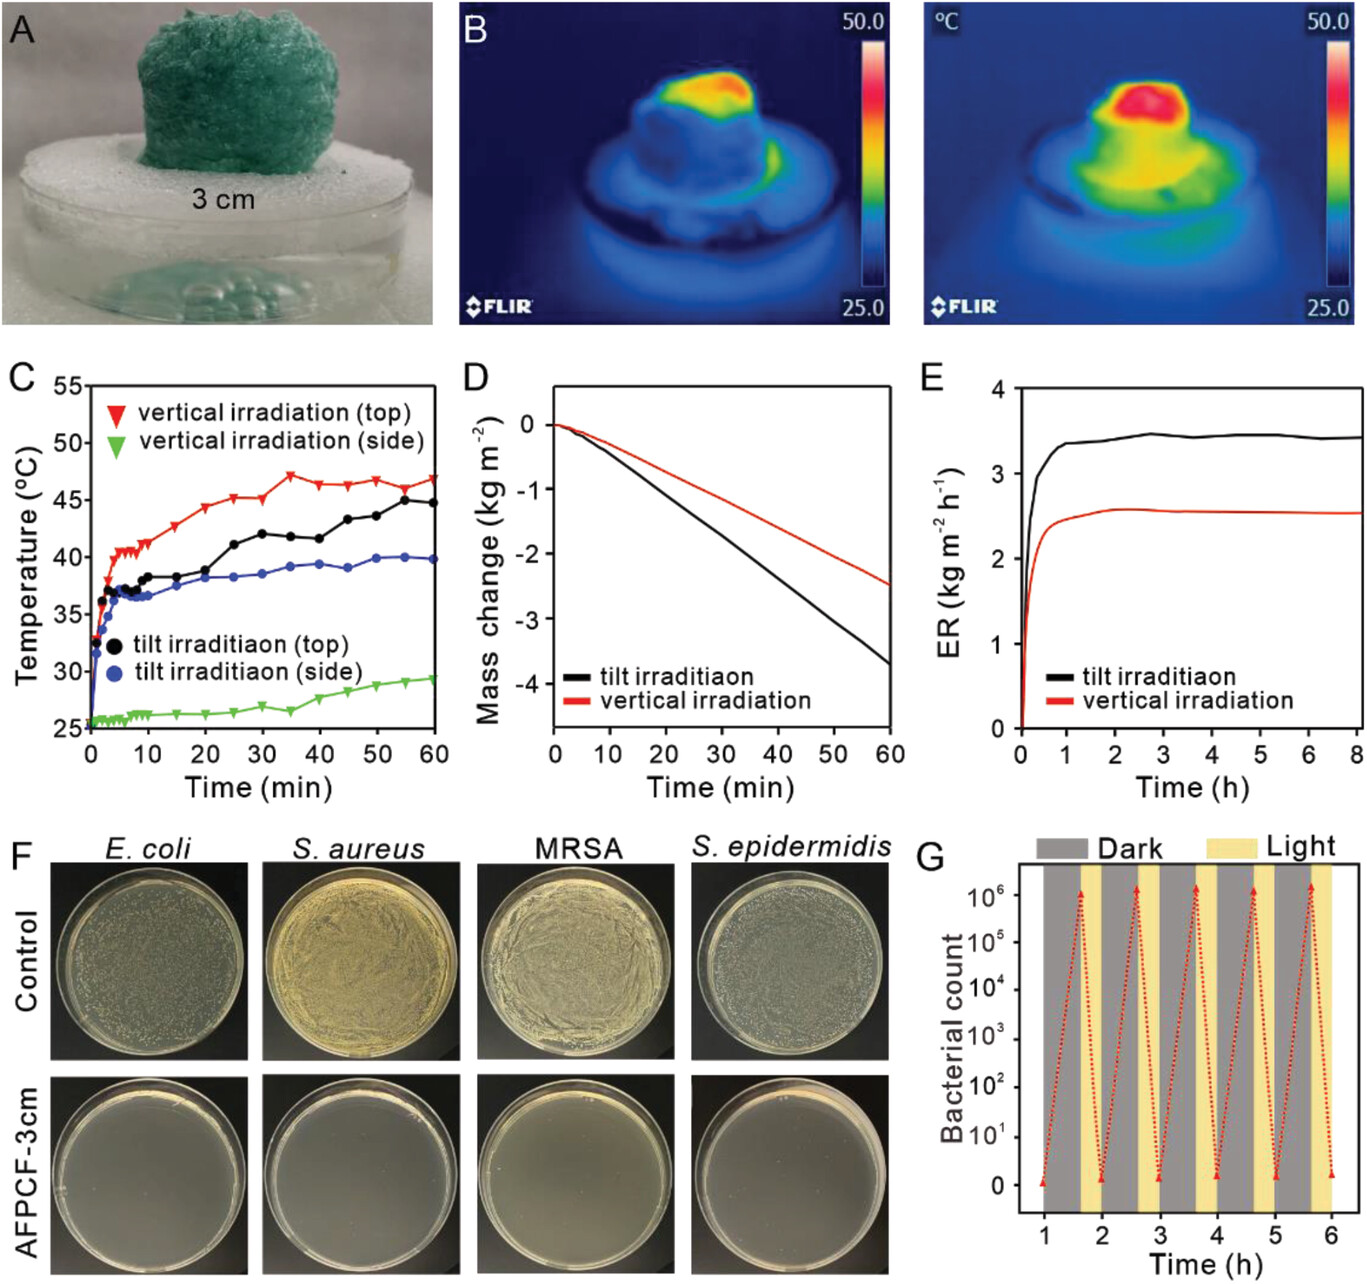 A
3 cm
B
50.0
25.0
FLIR
°C
50.0
25.0
FLIR
C
Temperature (ºC)
55
50
45
40
35
30
25
vertical irradiation (top)
vertical irradiation (side)
tilt irraditiaon (top)
tilt irraditiaon (side)
0 10 20 30 40 50 60
Time (min)
D
Mass change (kg m-2)
0
-1
-2
-3
-4
tilt irraditiaon
vertical irradiation
0 10 20 30 40 50 60
Time (min)
E
ER (kg m-2 h-1)
4
3
2
1
0
tilt irraditiaon
vertical irradiation
0 1 2 3 4 5 6 8
Time (h)
F
E. coli S. aureus MRSA S. epidermidis
Control
AFPCF-3cm
G
Dark Light
Bacterial count
10⁶
10⁵
10⁴
10³
10²
10¹
0
1 2 3 4 5 6
Time (h)